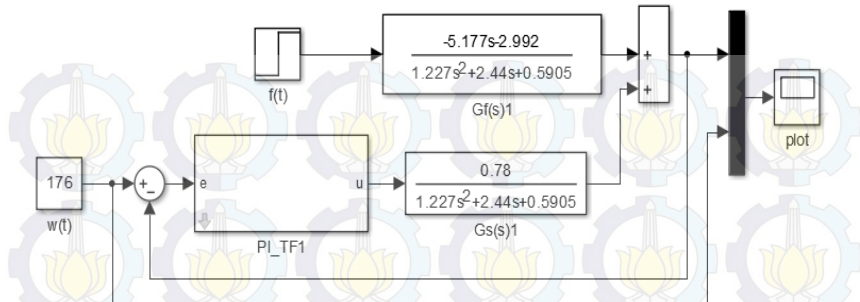 -5.177s-2.992
1.227s²+2.44s+0.5905
f(t)
Gf(s)1
+
+
plot
176
w(t)
+
-
e
u
PI_TF1
0.78
1.227s²+2.44s+0.5905
Gs(s)1